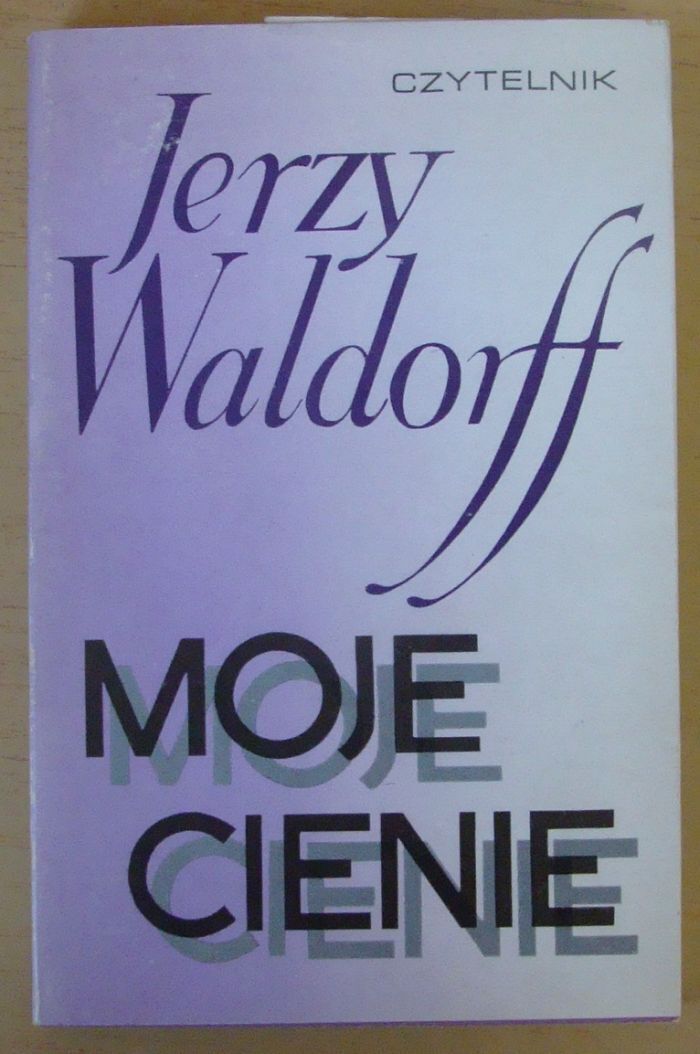 CZYTELNIK
Jerzy
Waldorff
MOJE
CIENIE